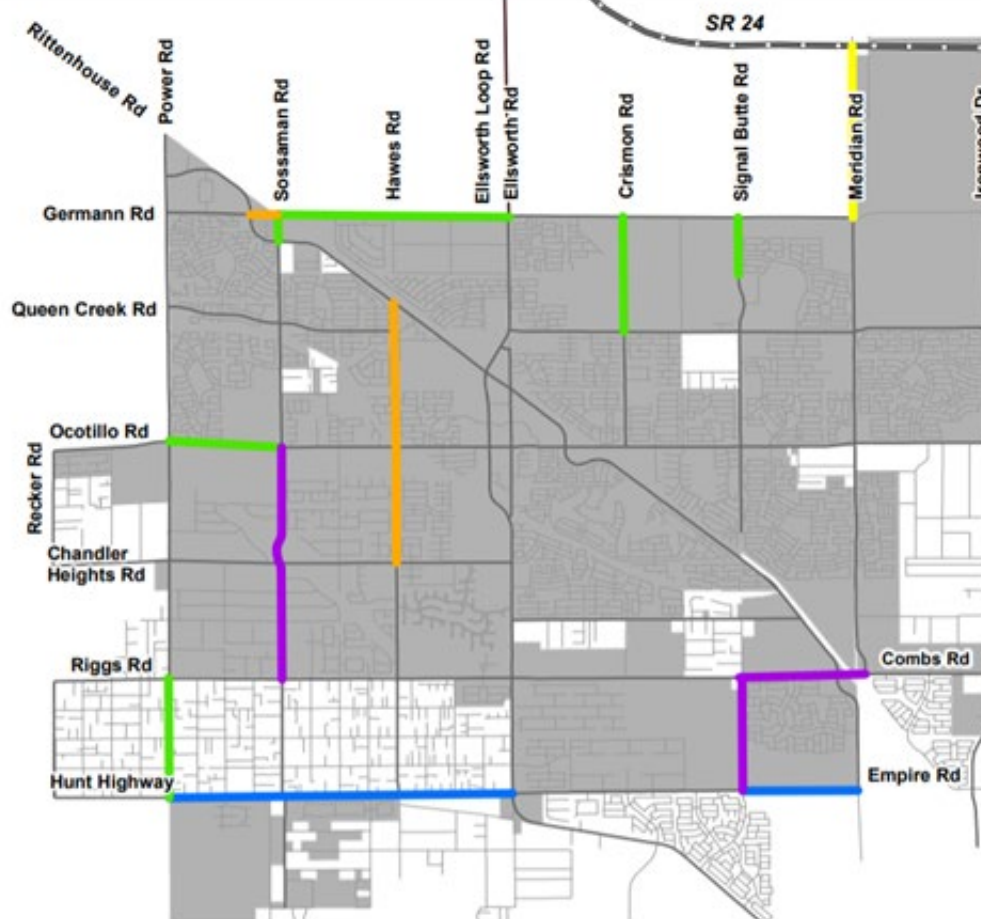 SR 24
Rittenhouse Rd
Power Rd
Sossaman Rd
Hawes Rd
Ellsworth Loop Rd
Ellsworth Rd
Crismon Rd
Signal Butte Rd
Meridian Rd
Germann Rd
Queen Creek Rd
Ocotillo Rd
Recker Rd
Chandler
Heights Rd
Riggs Rd
Combs Rd
Hunt Highway
Empire Rd